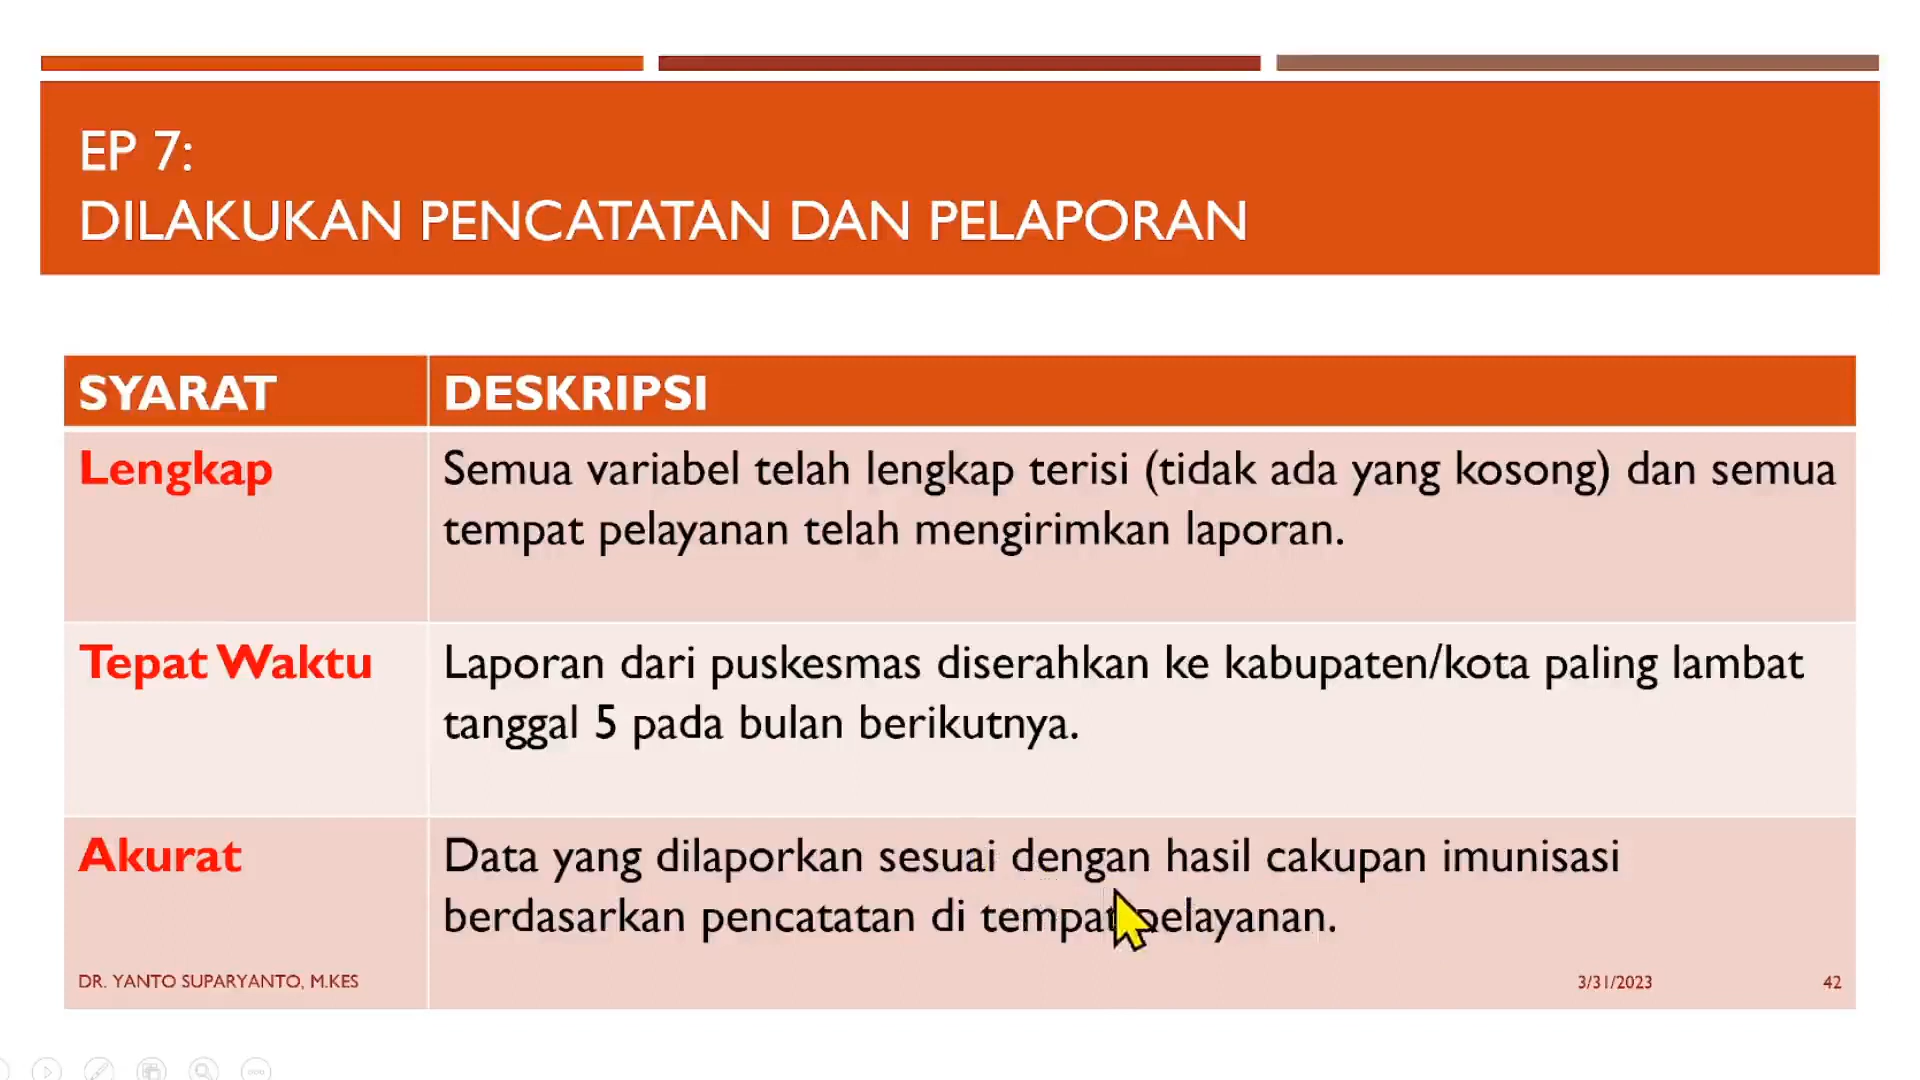 EP 7:
DILAKUKAN PENCATATAN DAN PELAPORAN
SYARAT
DESKRIPSI
Lengkap
Semua variabel telah lengkap terisi (tidak ada yang kosong) dan semua
tempat pelayanan telah mengirimkan laporan.
Tepat Waktu
Laporan dari puskesmas diserahkan ke kabupaten/kota paling lambat
tanggal 5 pada bulan berikutnya.
Akurat
Data yang dilaporkan sesuai dengan hasil cakupan imunisasi
berdasarkan pencatatan di tempat pelayanan.
DR. YANTO SUPARYANTO, M.KES
3/31/2023
42